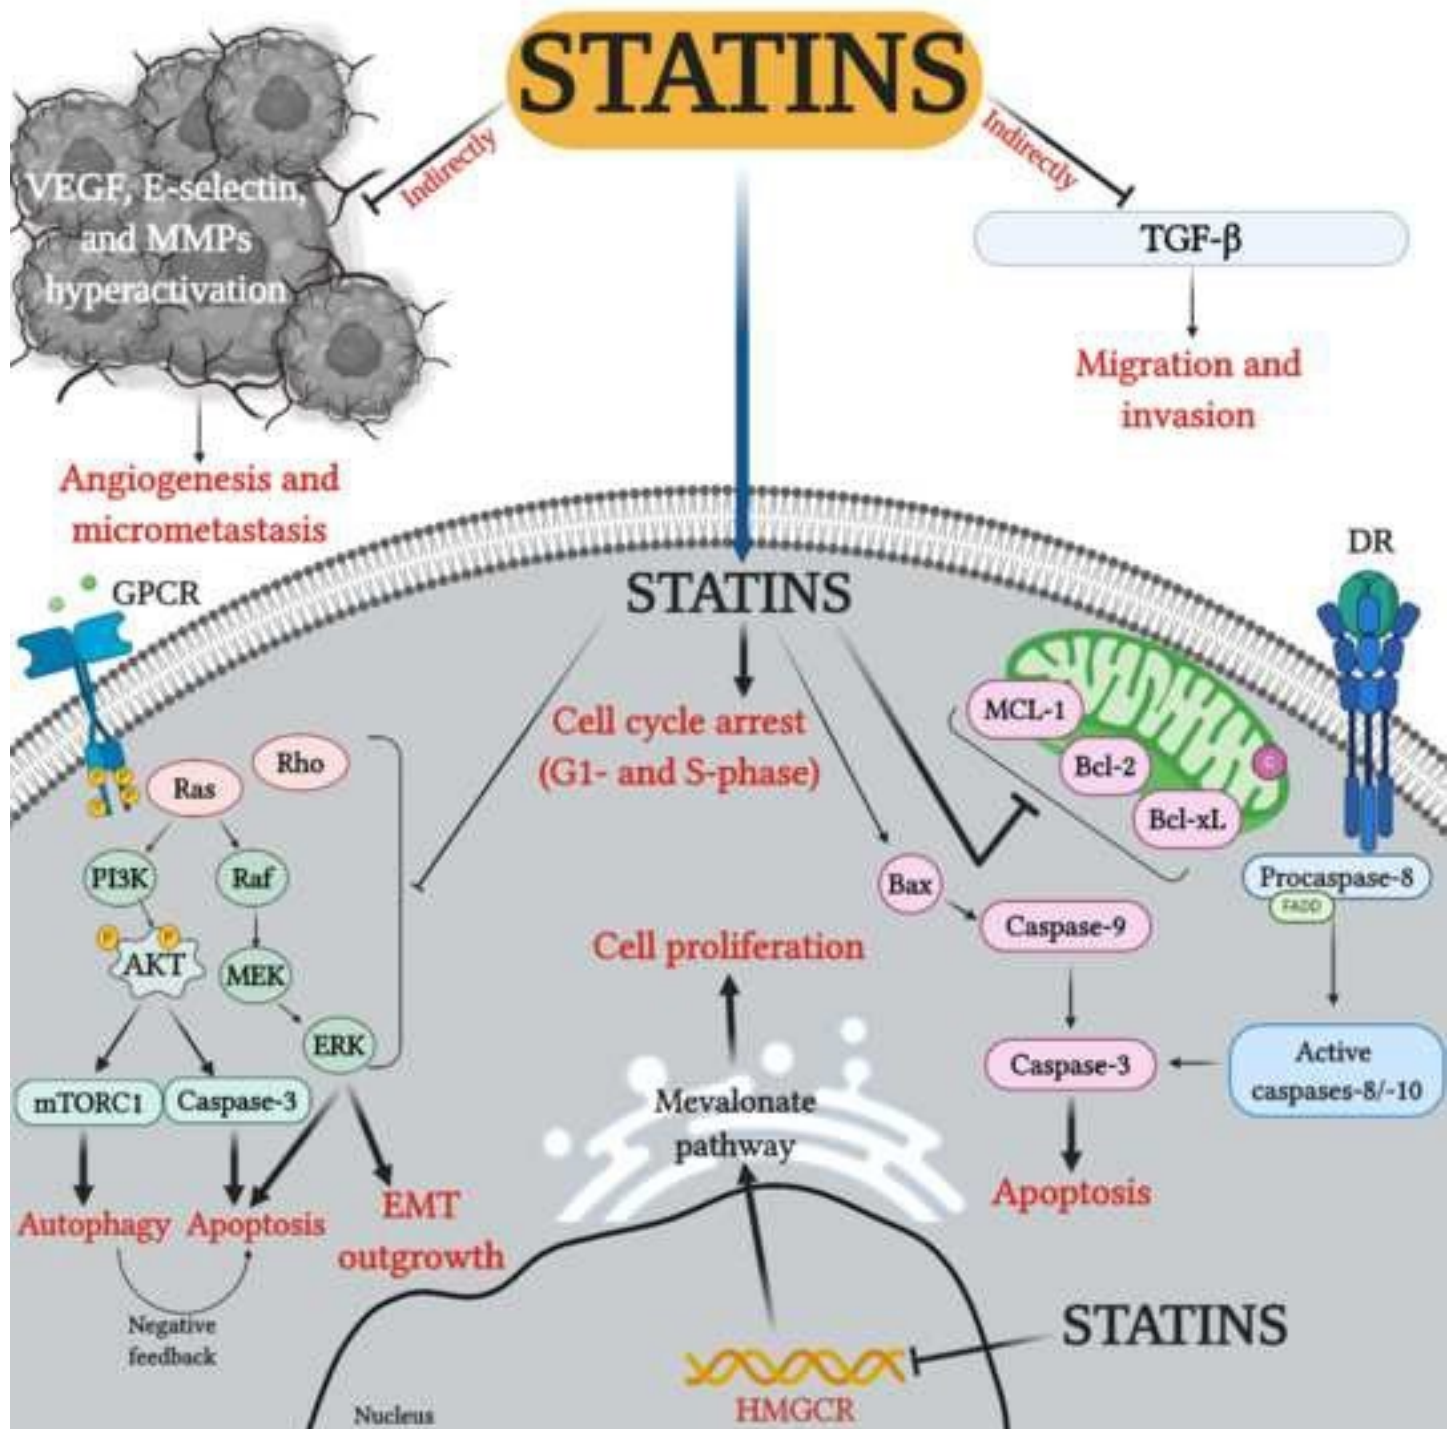 STATINS
Indirectly
Indirectly
VEGF, E-selectin,
and MMPs
hyperactivation
TGF-β
Migration and
invasion
Angiogenesis and
micrometastasis
DR
GPCR
STATINS
MCL-1
Cell cycle arrest
(G1- and S-phase)
Rho
Ras
Bcl-2
C
Bcl-xL
P
P
P
P
PI3K
Raf
Bax
Procaspase-8
FADD
Caspase-9
Cell proliferation
P
P
AKT
MEK
ERK
Caspase-3
Active
caspases-8/-10
mTORC1
Caspase-3
Mevalonate
pathway
Apoptosis
Autophagy
Apoptosis
EMT
outgrowth
Negative
feedback
STATINS
HMGCR
Nucleus